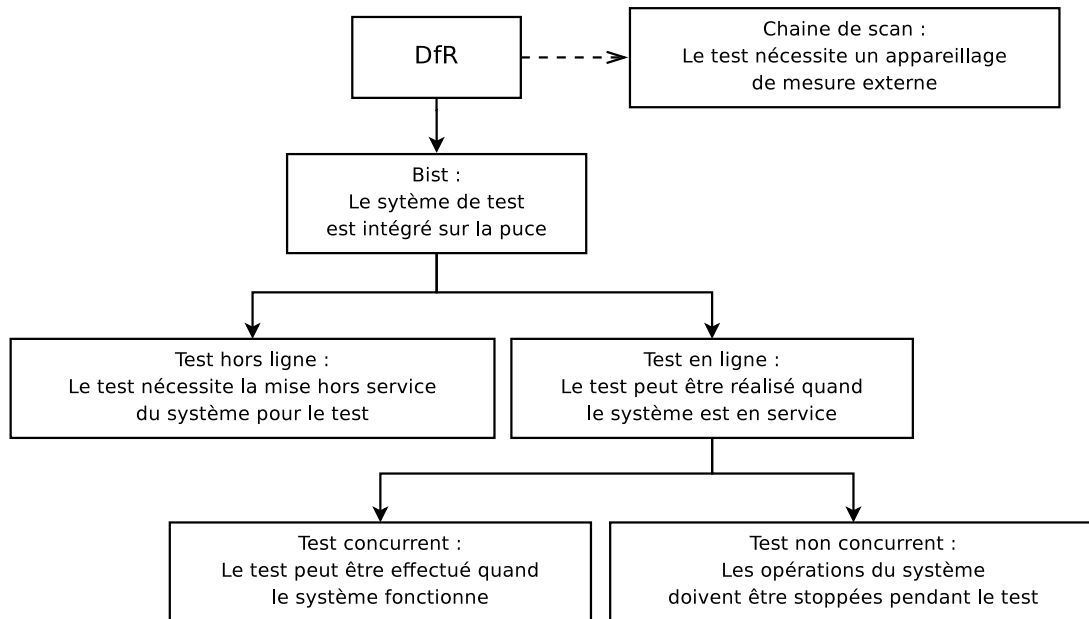 DfR
Chaine de scan :
Le test nécessite un appareillage
de mesure externe
Bist :
Le sytème de test
est intégré sur la puce
Test hors ligne :
Le test nécessite la mise hors service
du système pour le test
Test en ligne :
Le test peut être réalisé quand
le système est en service
Test concurrent :
Le test peut être effectué quand
le système fonctionne
Test non concurrent :
Les opérations du système
doivent être stoppées pendant le test